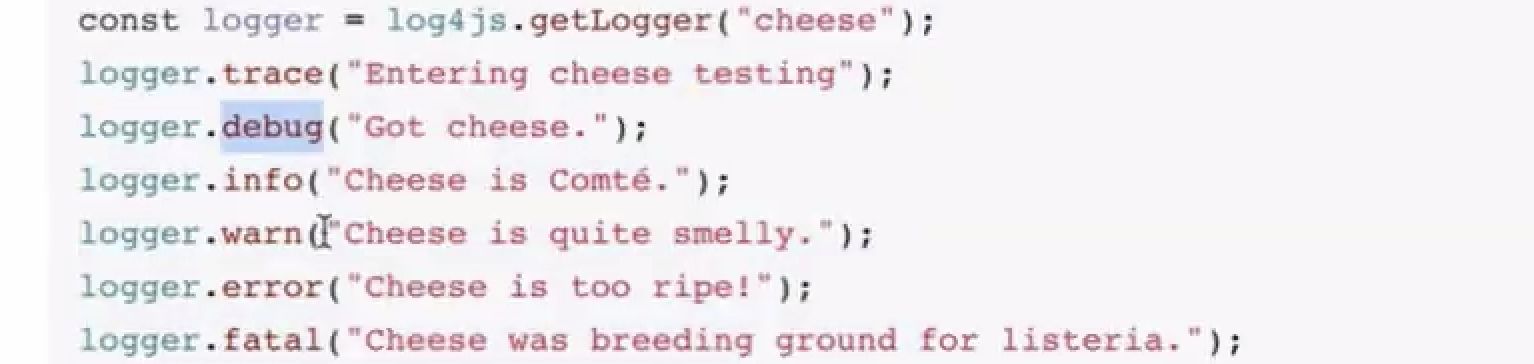 const logger = log4js.getLogger("cheese");
logger.trace("Entering cheese testing");
logger.debug("Got cheese.");
logger.info("Cheese is Comté.");
logger.warn("Cheese is quite smelly.");
logger.error("Cheese is too ripe!");
logger.fatal("Cheese was breeding ground for listeria.");